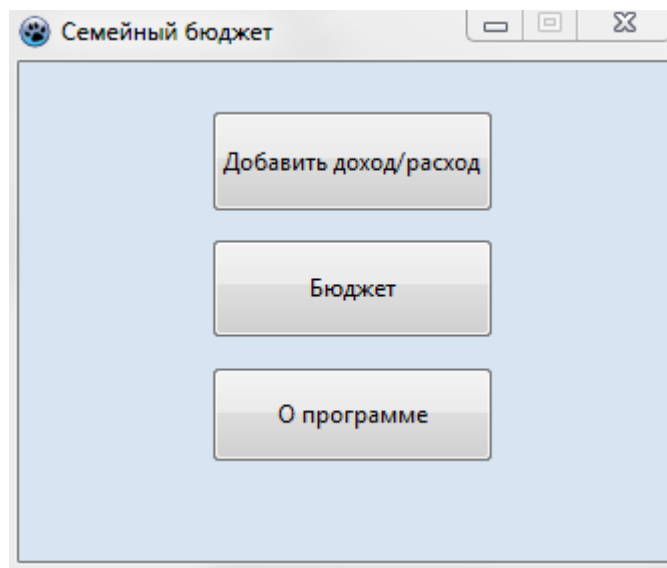 Семейный бюджет
Добавить доход/расход
Бюджет
О программе